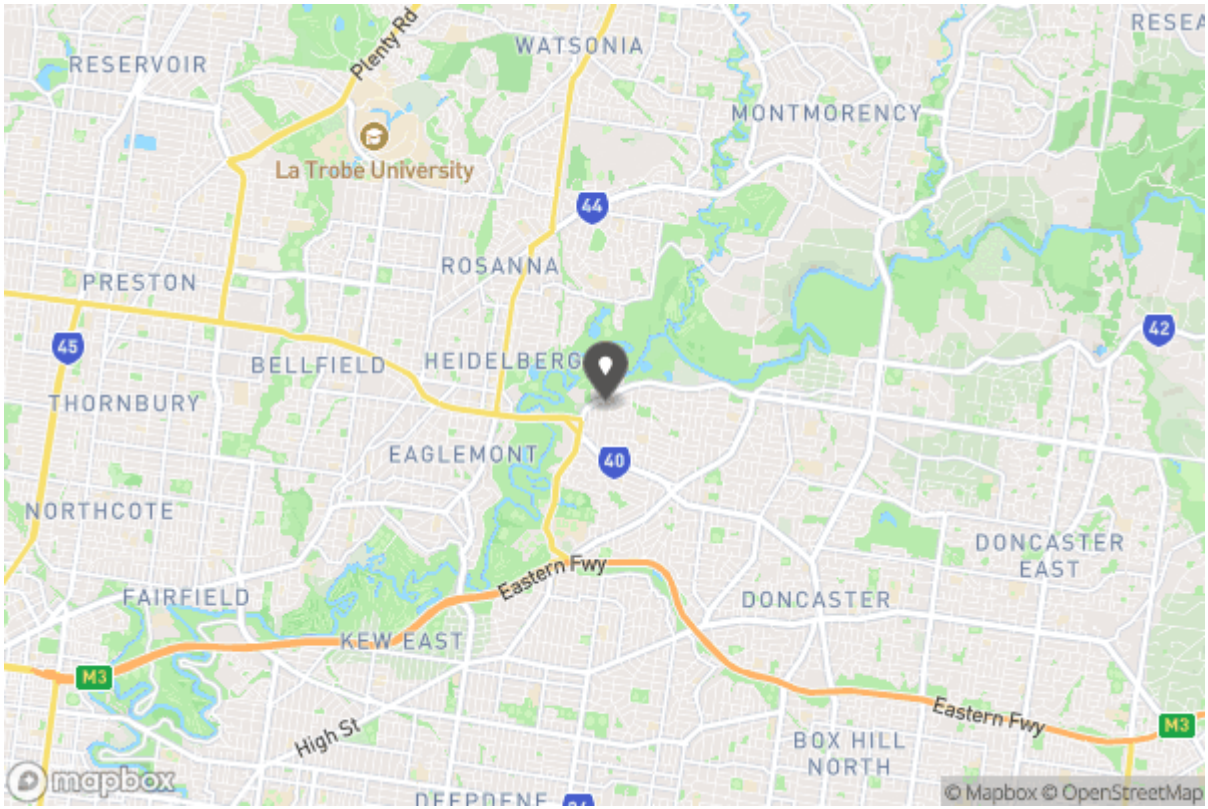 RESEA
WATSONIA
Plenty Rd
RESERVOIR
MONTMORENCY
La Trobe University
44
ROSANNA
PRESTON
42
45
BELLFIELD
HEIDELBERG
THORNBURY
EAGLEMONT
40
NORTHCOTE
DONCASTER
EAST
Eastern Fwy
FAIRFIELD
DONCASTER
KEW EAST
M3
Eastern Fwy
M3
High St
BOX HILL
NORTH
mapbox
DEEPDENE
© Mapbox © OpenStreetMap